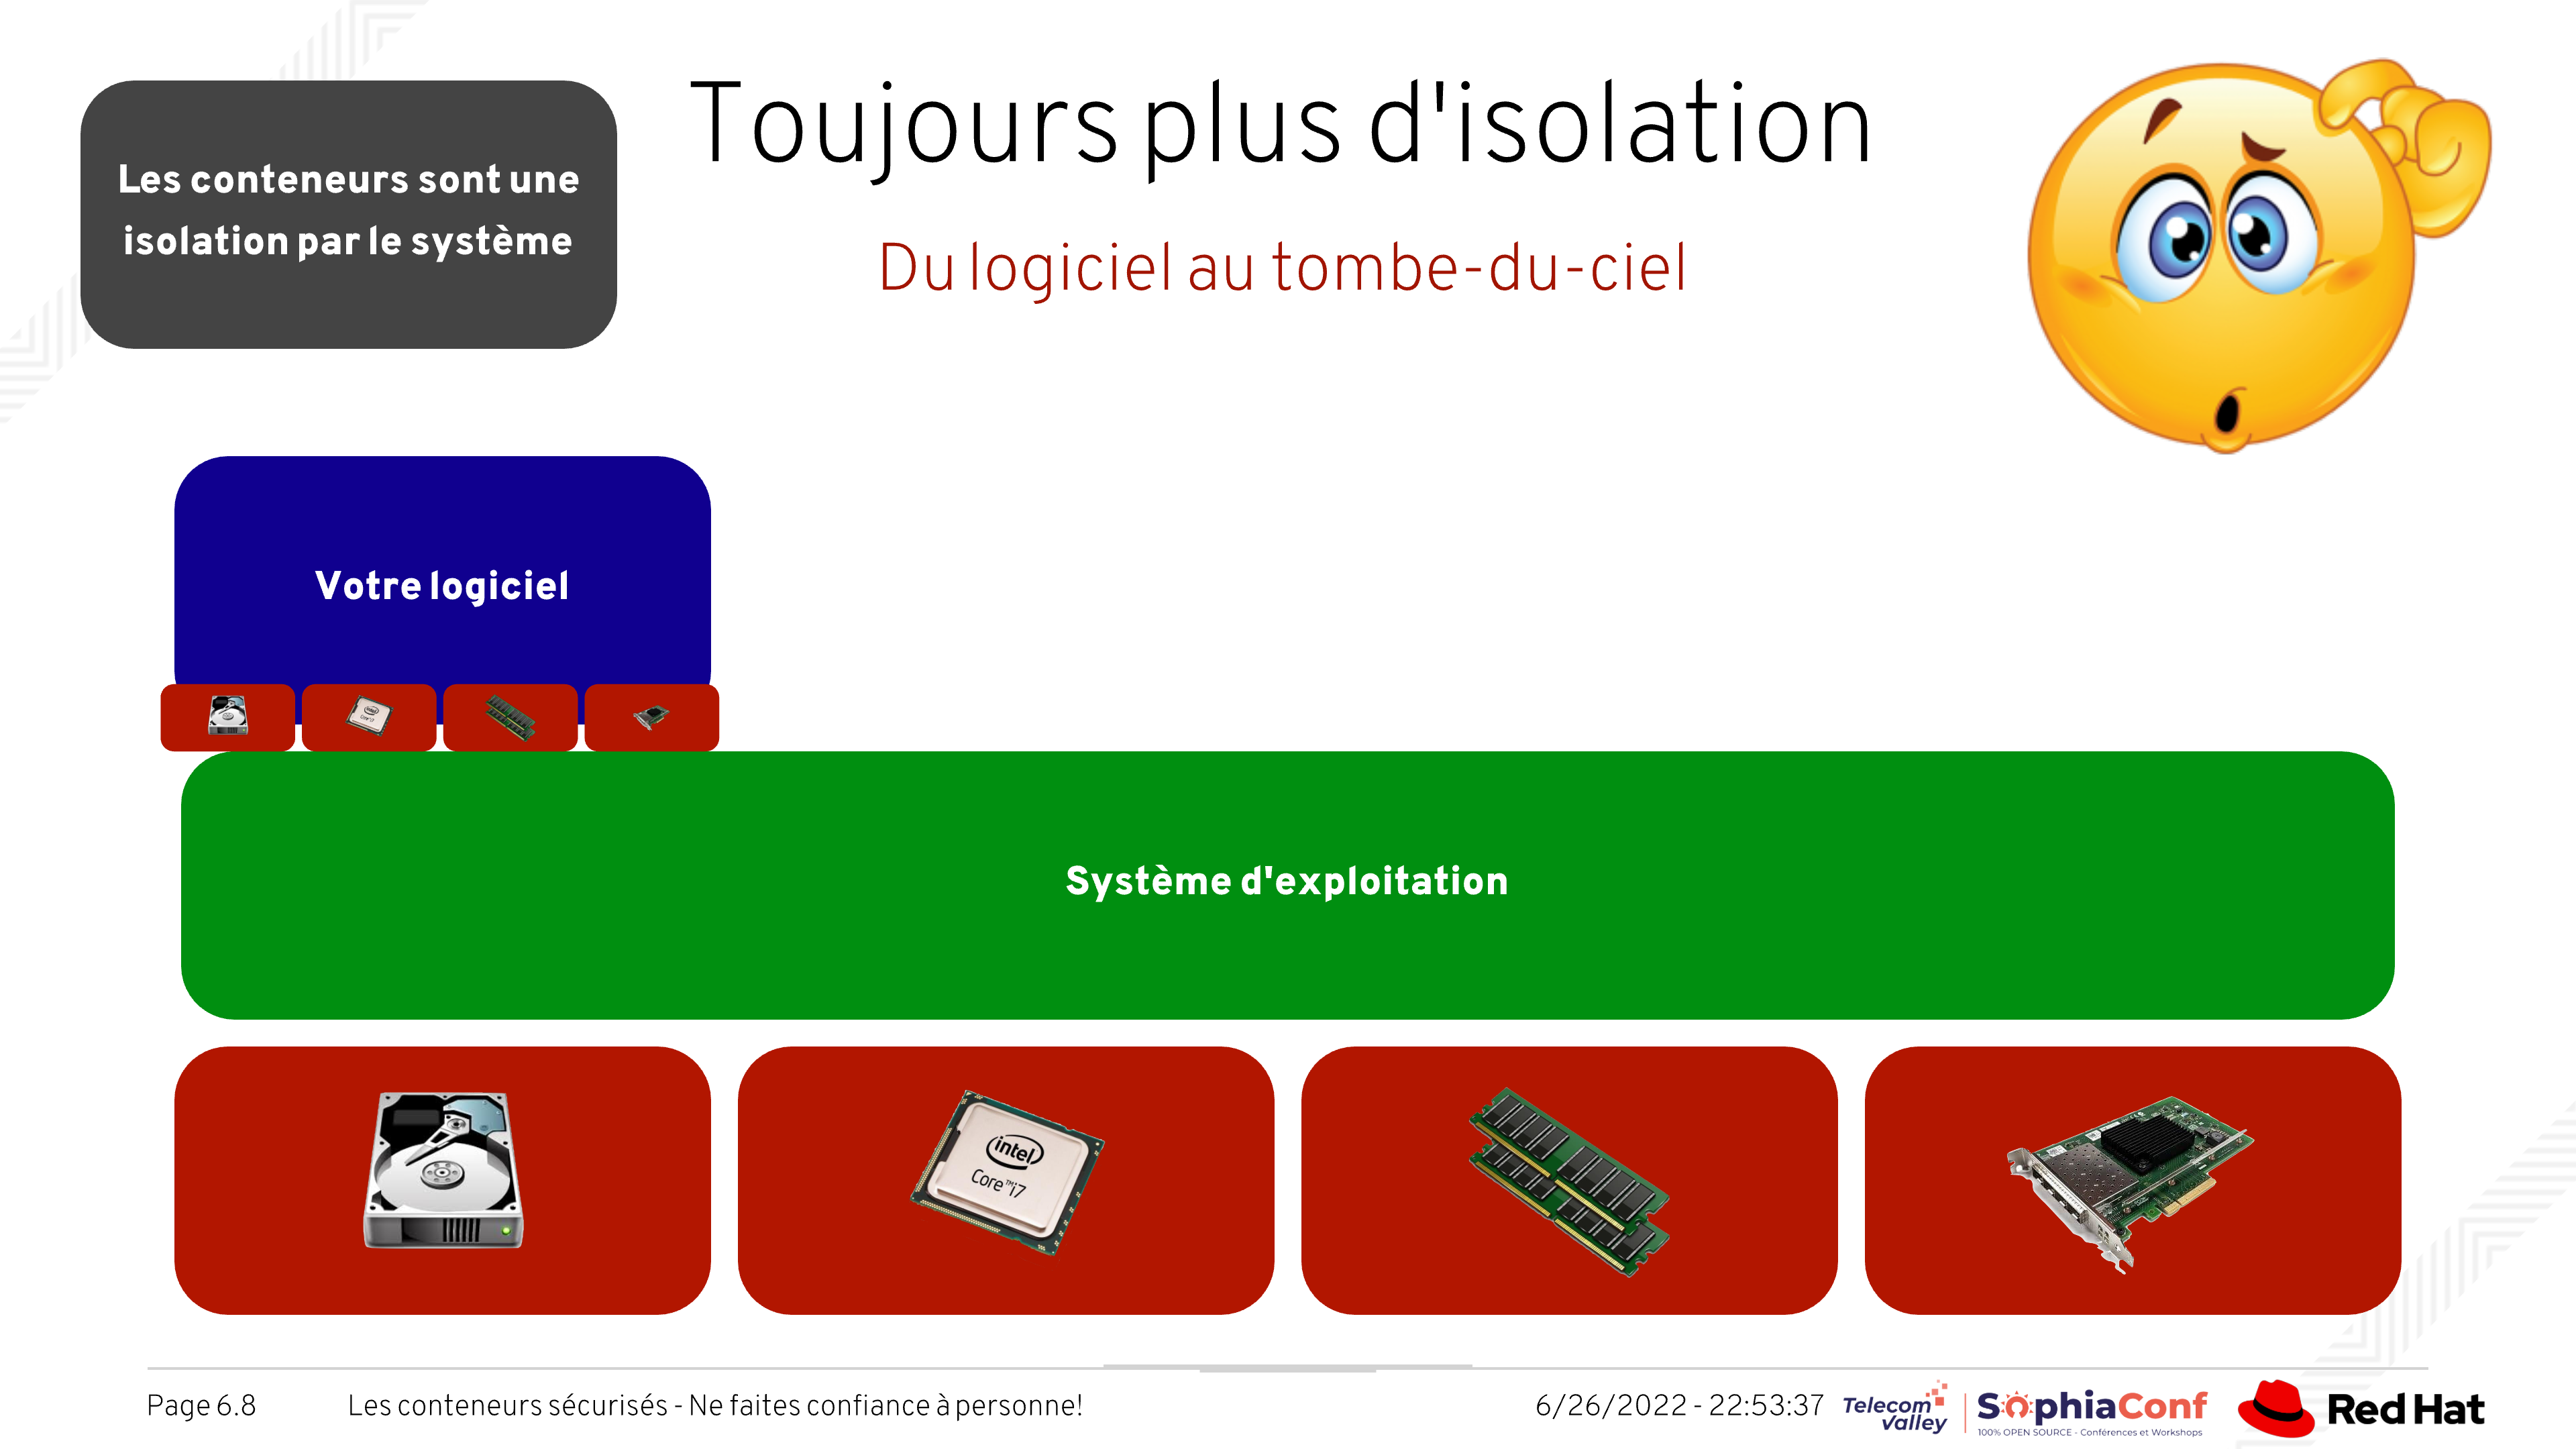 Les conteneurs sont une
isolation par le système
Toujours plus d'isolation
Du logiciel au tombe-du-ciel
Votre logiciel
Système d'exploitation
intel
Core™i7
Page 6.8
Les conteneurs sécurisés - Ne faites confiance à personne!
6/26/2022 - 22:53:37
Telecom
Valley
SophiaConf
100% OPEN SOURCE - Conférences et Workshops
Red Hat